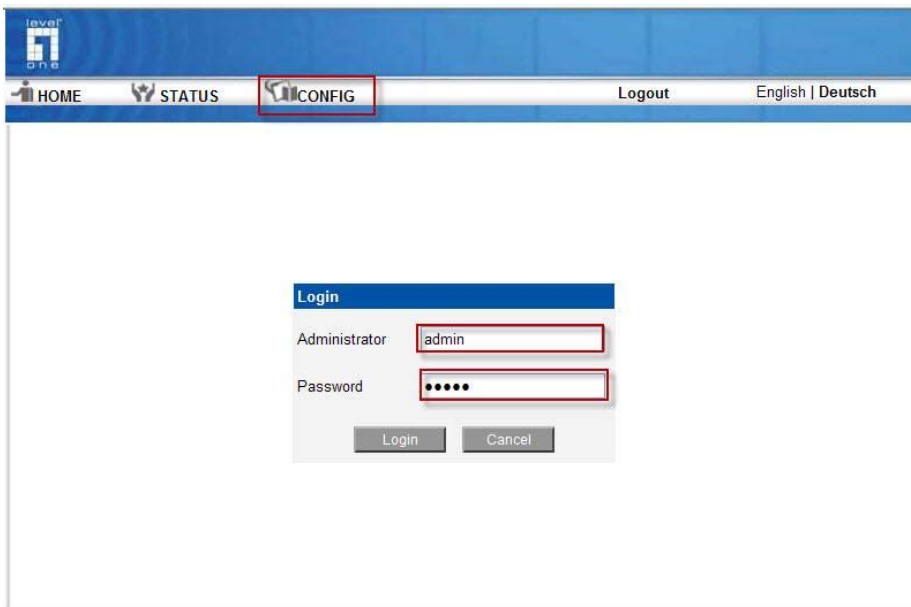 level
one
HOME STATUS CONFIG Logout English | Deutsch
Login
Administrator admin
Password •••••
Login Cancel